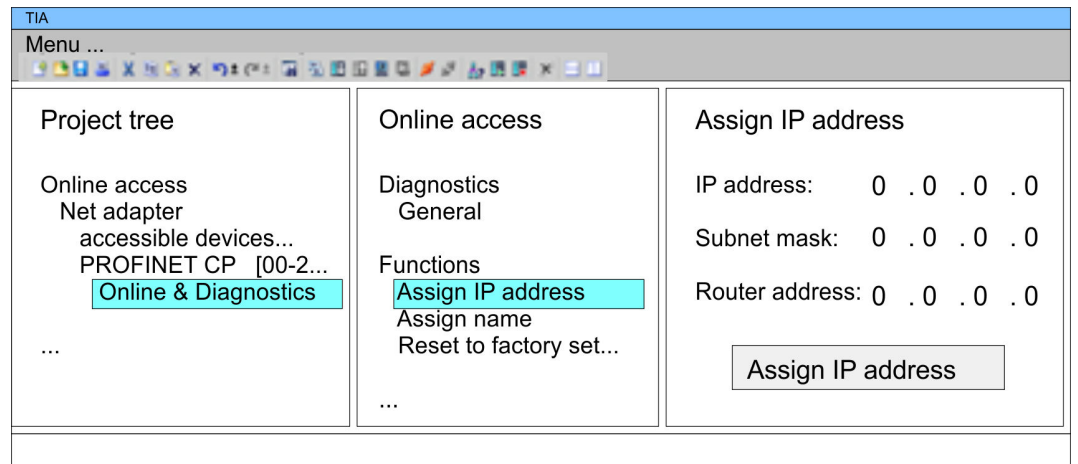 TIA
Menu ...
Project tree
Online access
Net adapter
accessible devices...
PROFINET CP [00-2...
Online & Diagnostics
...
Online access
Diagnostics
General
Functions
Assign IP address
Assign name
Reset to factory set...
...
Assign IP address
IP address: 0 . 0 . 0 . 0
Subnet mask: 0 . 0 . 0 . 0
Router address: 0 . 0 . 0 . 0
Assign IP address